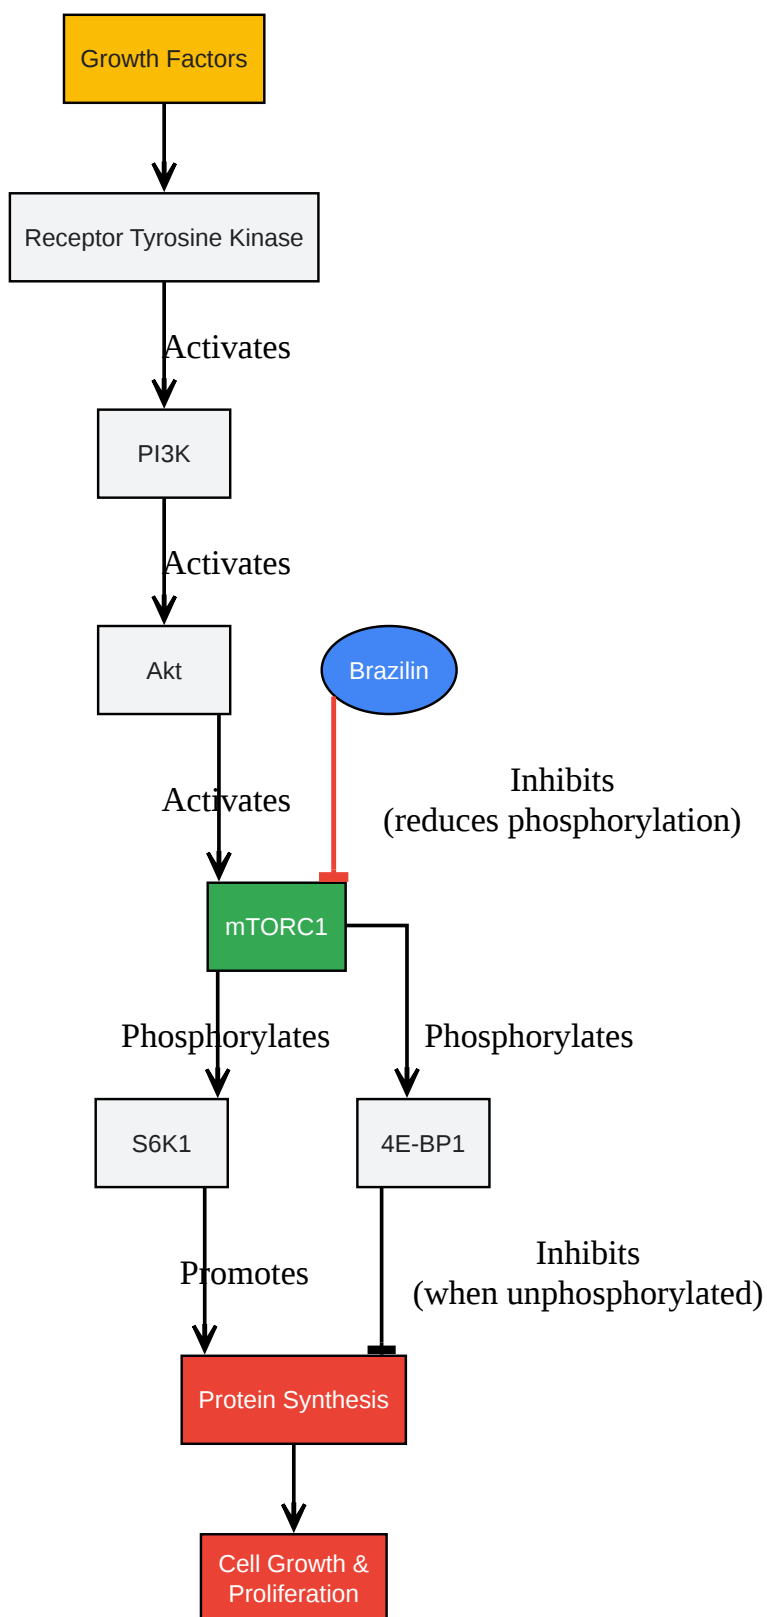 Growth Factors
Receptor Tyrosine Kinase
Activates
PI3K
Activates
Akt
Brazilin
Activates
Inhibits
(reduces phosphorylation)
mTORC1
Phosphorylates
Phosphorylates
S6K1
4E-BP1
Promotes
Inhibits
(when unphosphorylated)
Protein Synthesis
Cell Growth &
Proliferation